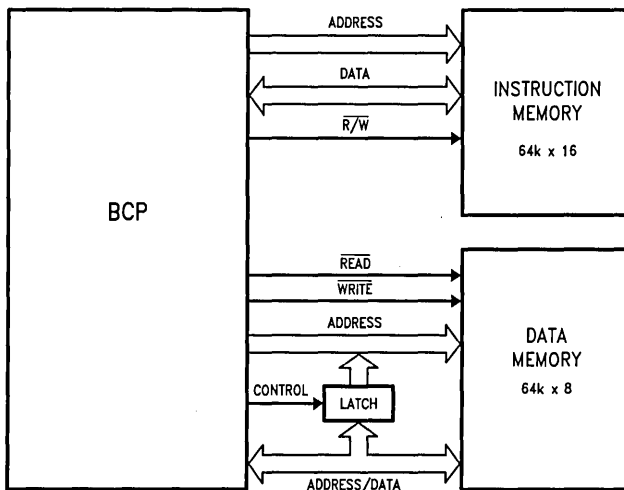 ADDRESS
DATA
R/W
BCP
INSTRUCTION
MEMORY
64k x 16
READ
WRITE
ADDRESS
CONTROL
LATCH
DATA
MEMORY
64k x 8
ADDRESS/DATA